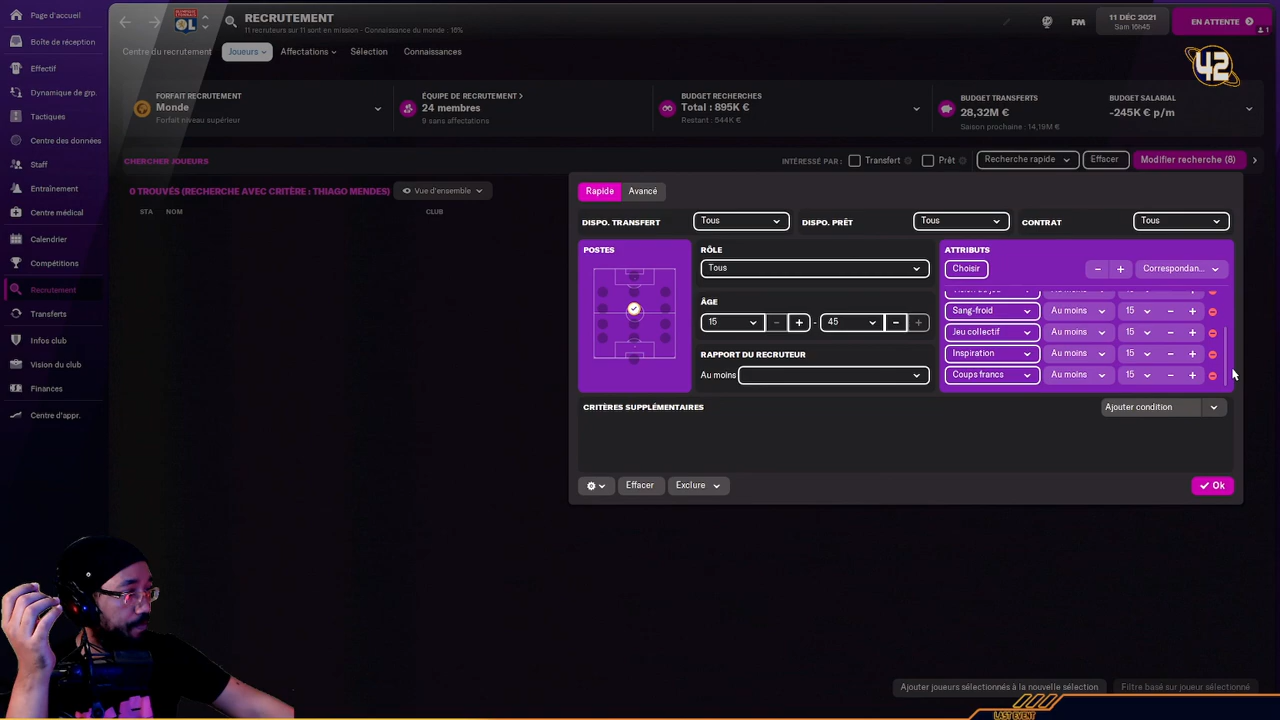 Page d'accueil
Boîte de réception
Effectif
Dynamique de grp.
Tactiques
Centre des données
Staff
Entraînement
Centre médical
Calendrier
Compétitions
Recrutement
Transferts
Infos club
Vision du club
Finances
Centre d'appr.
OL
RECRUTEMENT
11 recruteurs sur 11 sont en mission - Connaissance du monde : 16%
FM
11 DÉC 2021
Sam 16h45
EN ATTENTE
1
42
Centre du recrutement
Joueurs
Affectations
Sélection
Connaissances
FORFAIT RECRUTEMENT
Monde
Forfait niveau supérieur
ÉQUIPE DE RECRUTEMENT >
24 membres
9 sans affectations
BUDGET RECHERCHES
Total : 895K €
Restant : 544K €
BUDGET TRANSFERTS
28,32M €
Saison prochaine : 14,19M €
BUDGET SALARIAL
-245K € p/m
CHERCHER JOUEURS
INTÉRESSÉ PAR :
Transfert
Prêt
Recherche rapide
Effacer
Modifier recherche (8)
0 TROUVÉS (RECHERCHE AVEC CRITÈRE : THIAGO MENDES)
Vue d'ensemble
STA
NOM
CLUB
Rapide
Avancé
DISPO. TRANSFERT
Tous
DISPO. PRÊT
Tous
CONTRAT
Tous
POSTES
RÔLE
Tous
ÂGE
15
-
+
-
45
-
+
RAPPORT DU RECRUTEUR
Au moins
ATTRIBUTS
Choisir
-
+
Correspondan...
Sang-froid Au moins 15 - +
Jeu collectif Au moins 15 - +
Inspiration Au moins 15 - +
Coups francs Au moins 15 - +
CRITÈRES SUPPLÉMENTAIRES
Ajouter condition
Effacer
Exclure
Ok
Ajouter joueurs sélectionnés à la nouvelle sélection
Filtre basé sur joueur sélectionné
LAST EVENT